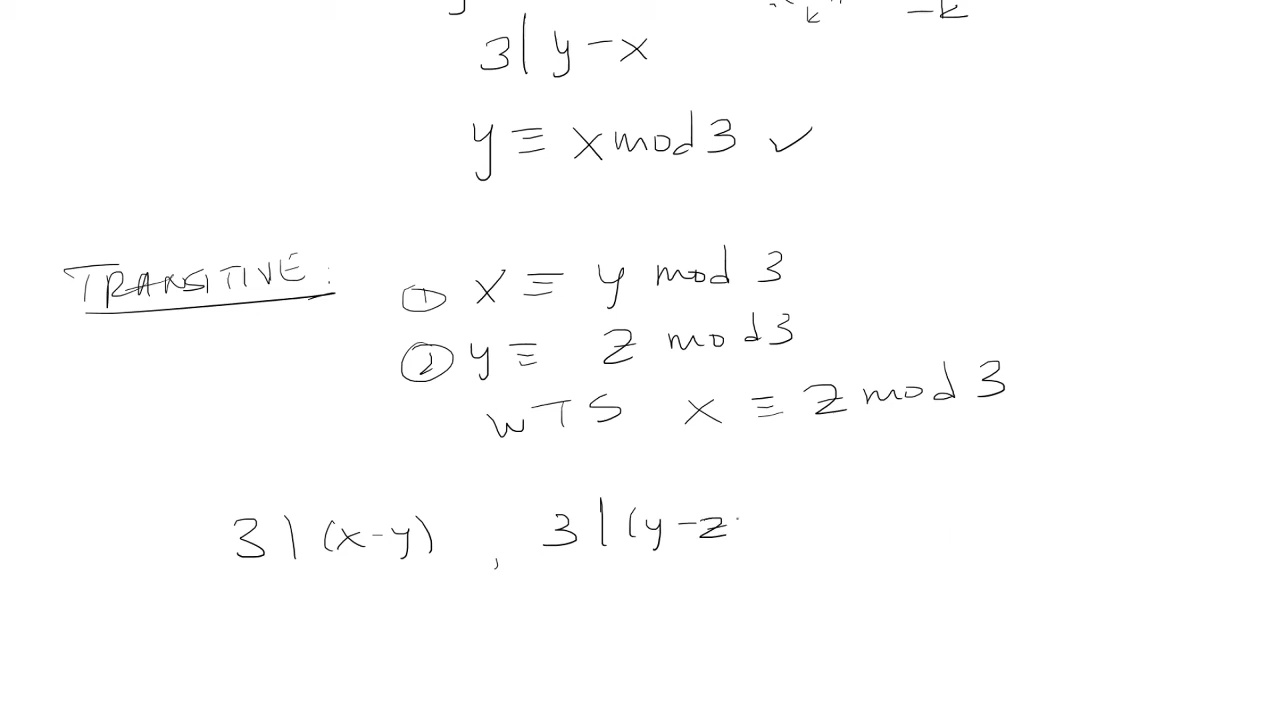 k -k
3 | y - x
y ≡ x mod 3 ✓
TRANSITIVE: ① x ≡ y mod 3
② y ≡ z mod 3
WTS x ≡ z mod 3
3 | (x-y) , 3 | (y-z